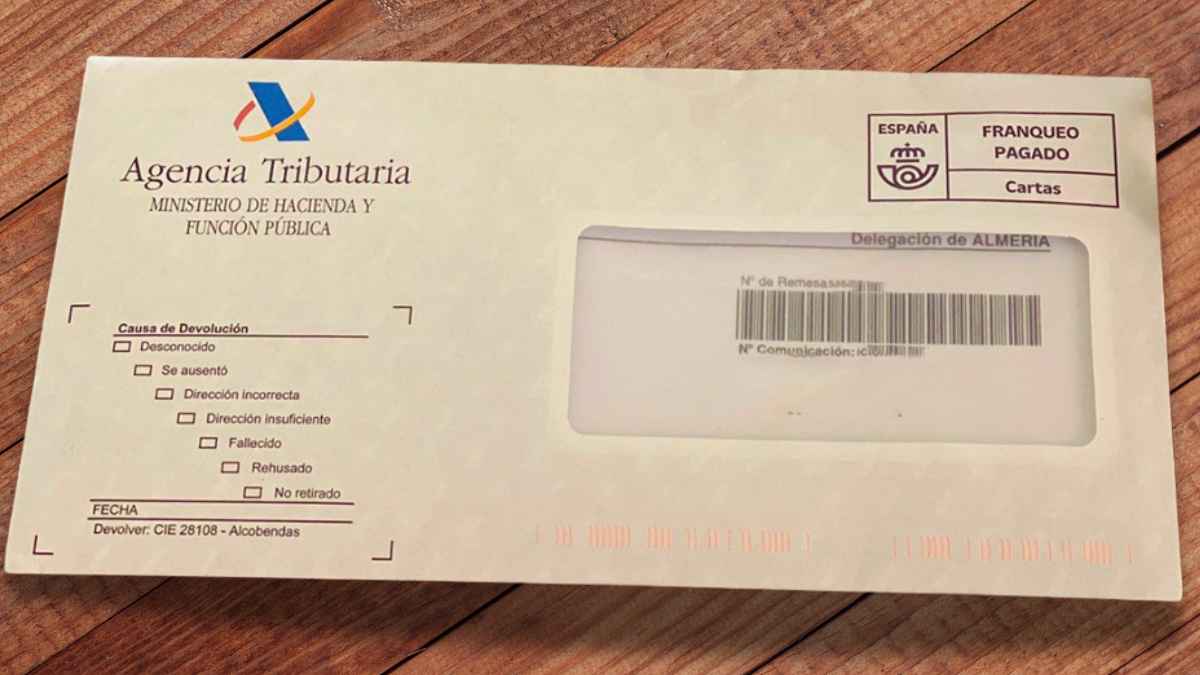 Agencia Tributaria
MINISTERIO DE HACIENDA Y
FUNCIÓN PÚBLICA
ESPAÑA
FRANQUEO
PAGADO
Cartas
Delegación de ALMERIA
Nº de Remesa
Nº Comunicación:
Causa de Devolución
Desconocido
Se ausentó
Dirección incorrecta
Dirección insuficiente
Fallecido
Rehusado
No retirado
FECHA
Devolver: CIE 28108 - Alcobendas